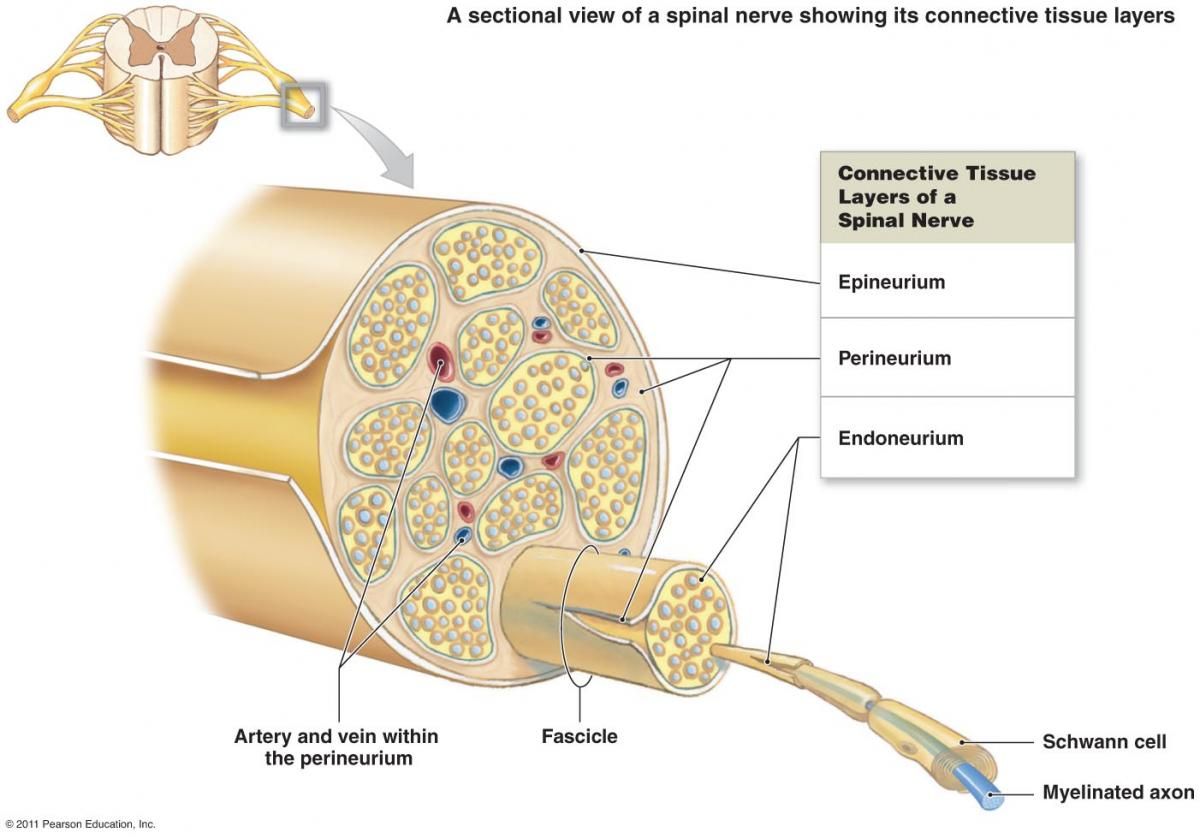 A sectional view of a spinal nerve showing its connective tissue layers
Connective Tissue
Layers of a
Spinal Nerve
Epineurium
Perineurium
Endoneurium
Artery and vein within
the perineurium
Fascicle
Schwann cell
Myelinated axon
© 2011 Pearson Education, Inc.